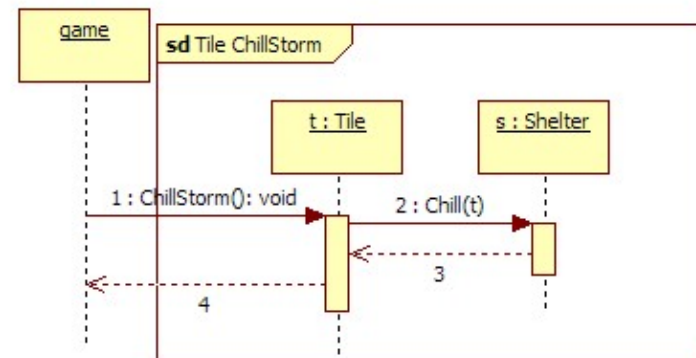 game
sd Tile ChillStorm
t : Tile
s : Shelter
1 : ChillStorm(): void
2 : Chill(t)
3
4